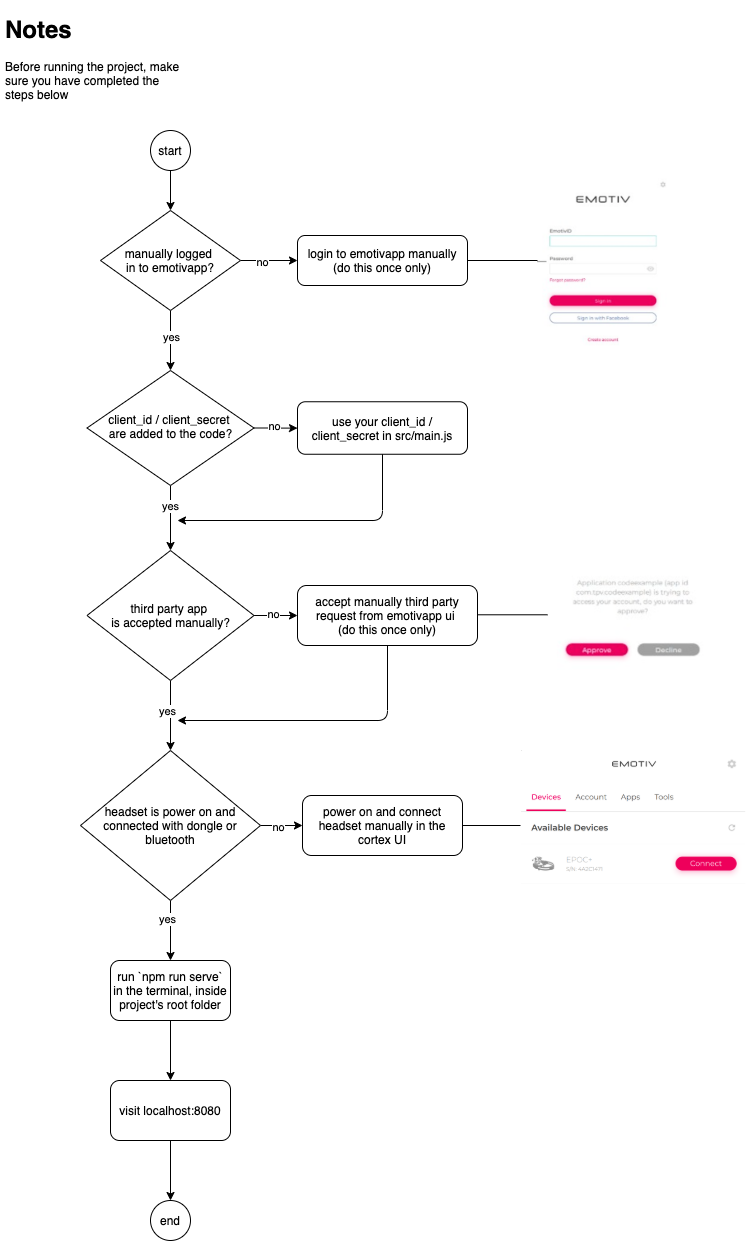 Notes
Before running the project, make
sure you have completed the
steps below
start
manually logged
in to emotivapp?
no
login to emotivapp manually
(do this once only)
EMOTIV
EmotivID
Password
Forgot password?
Sign in
Sign in with Facebook
Create account
yes
client_id / client_secret
are added to the code?
no
use your client_id /
client_secret in src/main.js
yes
third party app
is accepted manually?
no
accept manually third party
request from emotivapp ui
(do this once only)
Application codeexample (app id
com.tpv.codeexample) is trying to
access your account, do you want to
approve?
Approve
Decline
yes
headset is power on and
connected with dongle or
bluetooth
no
power on and connect
headset manually in the
cortex UI
EMOTIV
Devices
Account
Apps
Tools
Available Devices
EPOC+
Connect
yes
run `npm run serve`
in the terminal, inside
project's root folder
visit localhost:8080
end